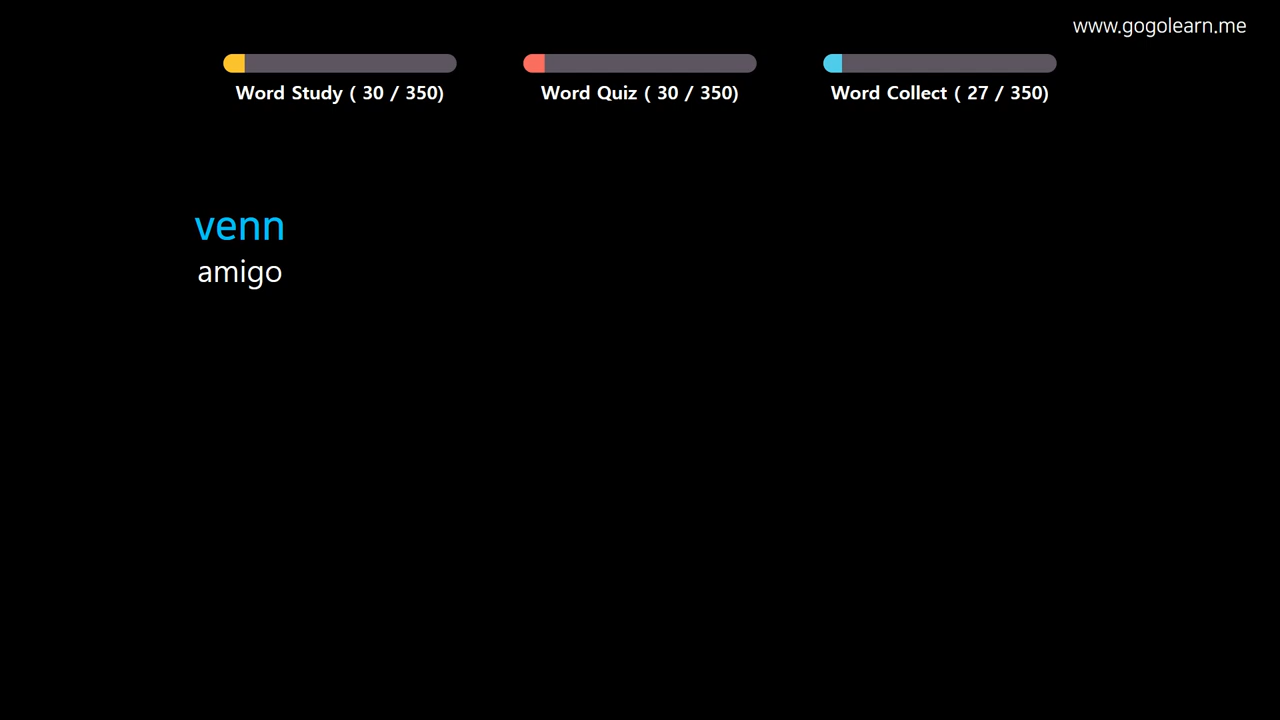 www.gogolearn.me
Word Study ( 30 / 350)
Word Quiz ( 30 / 350)
Word Collect ( 27 / 350)
venn
amigo